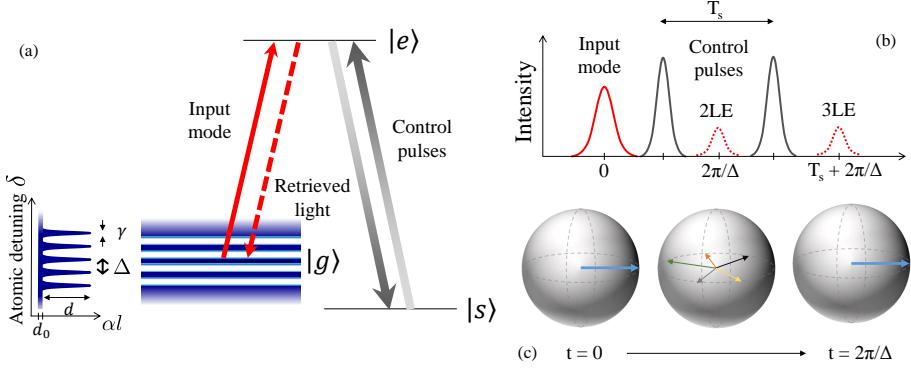 (a)
|e⟩
Input
mode
Control
pulses
Retrieved
light
Atomic detuning δ
γ
Δ
d
d₀
αl
|g⟩
|s⟩
(b)
Tₛ
Input
mode
Control
pulses
2LE
3LE
Intensity
0
2π/Δ
Tₛ + 2π/Δ
(c)
t = 0
t = 2π/Δ